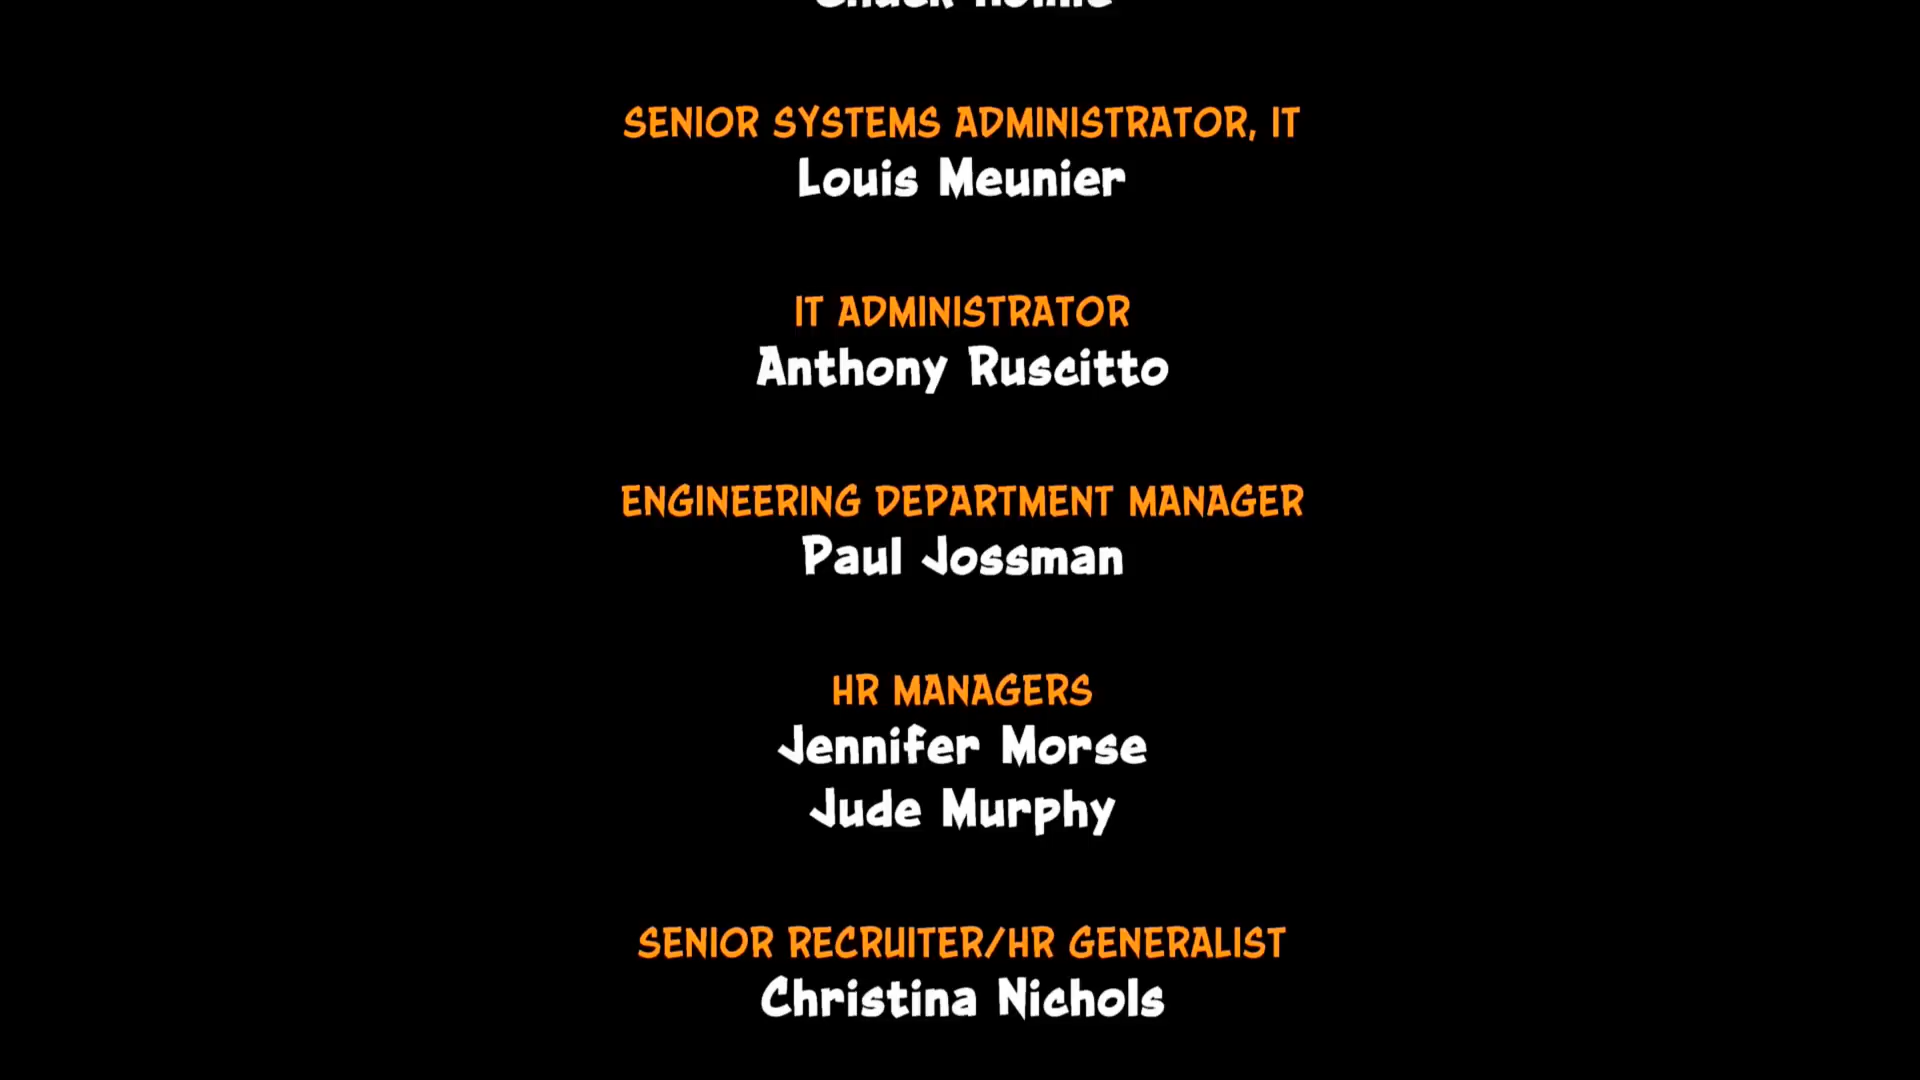 SENIOR SYSTEMS ADMINISTRATOR, IT
Louis Meunier
IT ADMINISTRATOR
Anthony Ruscitto
ENGINEERING DEPARTMENT MANAGER
Paul Jossman
HR MANAGERS
Jennifer Morse
Jude Murphy
SENIOR RECRUITER/HR GENERALIST
Christina Nichols